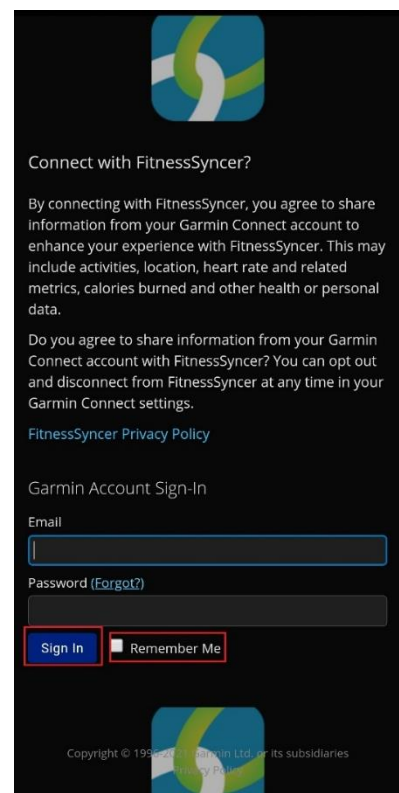 Connect with FitnessSyncer?
By connecting with FitnessSyncer, you agree to share
information from your Garmin Connect account to
enhance your experience with FitnessSyncer. This may
include activities, location, heart rate and related
metrics, calories burned and other health or personal
data.
Do you agree to share information from your Garmin
Connect account with FitnessSyncer? You can opt out
and disconnect from FitnessSyncer at any time in your
Garmin Connect settings.
FitnessSyncer Privacy Policy
Garmin Account Sign-In
Email
Password (Forgot?)
Sign In Remember Me
Copyright © 1996-2021 Garmin Ltd. or its subsidiaries
Privacy Policy